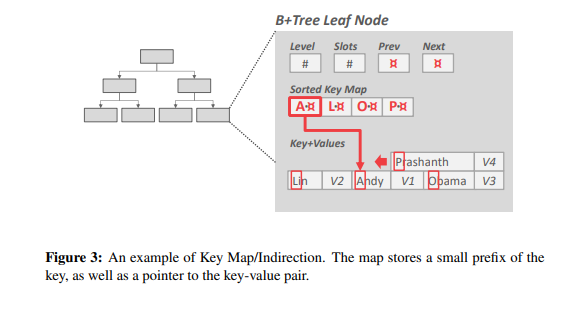 B+Tree Leaf Node
Level Slots Prev Next
# # ¤ ¤
Sorted Key Map
A·¤ L·¤ O·¤ P·¤
Key+Values
Prashanth V4
Lin V2 Andy V1 Obama V3
Figure 3: An example of Key Map/Indirection. The map stores a small prefix of the
key, as well as a pointer to the key-value pair.